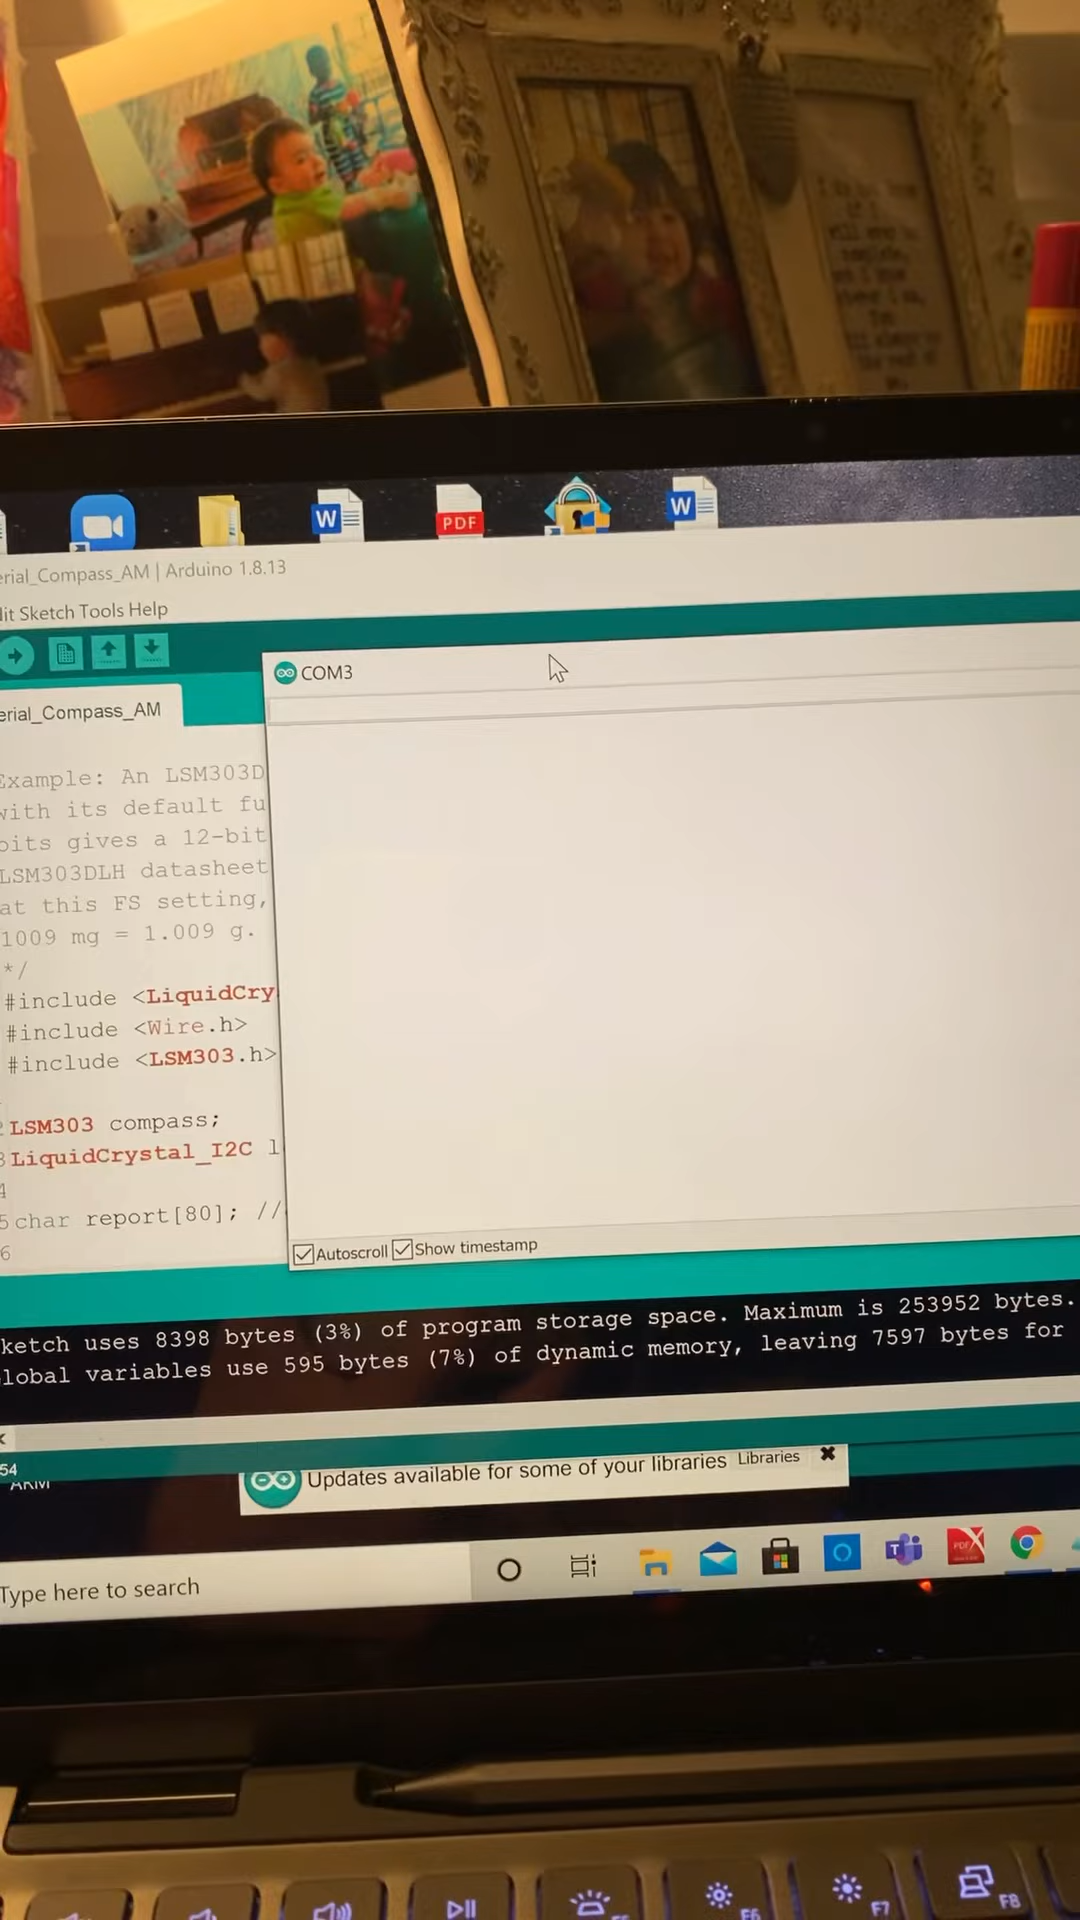 W
PDF
W
erial_Compass_AM | Arduino 1.8.13
dit Sketch Tools Help
COM3
erial_Compass_AM
Example: An LSM303D
with its default fu
bits gives a 12-bit
LSM303DLH datasheet
at this FS setting,
1009 mg = 1.009 g.
*/
#include <LiquidCry
#include <Wire.h>
#include <LSM303.h>
LSM303 compass;
3 LiquidCrystal_I2C l
4
5 char report[80]; //
6
Autoscroll Show timestamp
ketch uses 8398 bytes (3%) of program storage space. Maximum is 253952 bytes.
lobal variables use 595 bytes (7%) of dynamic memory, leaving 7597 bytes for
54
Updates available for some of your libraries Libraries
Type here to search
F6
F7
F8